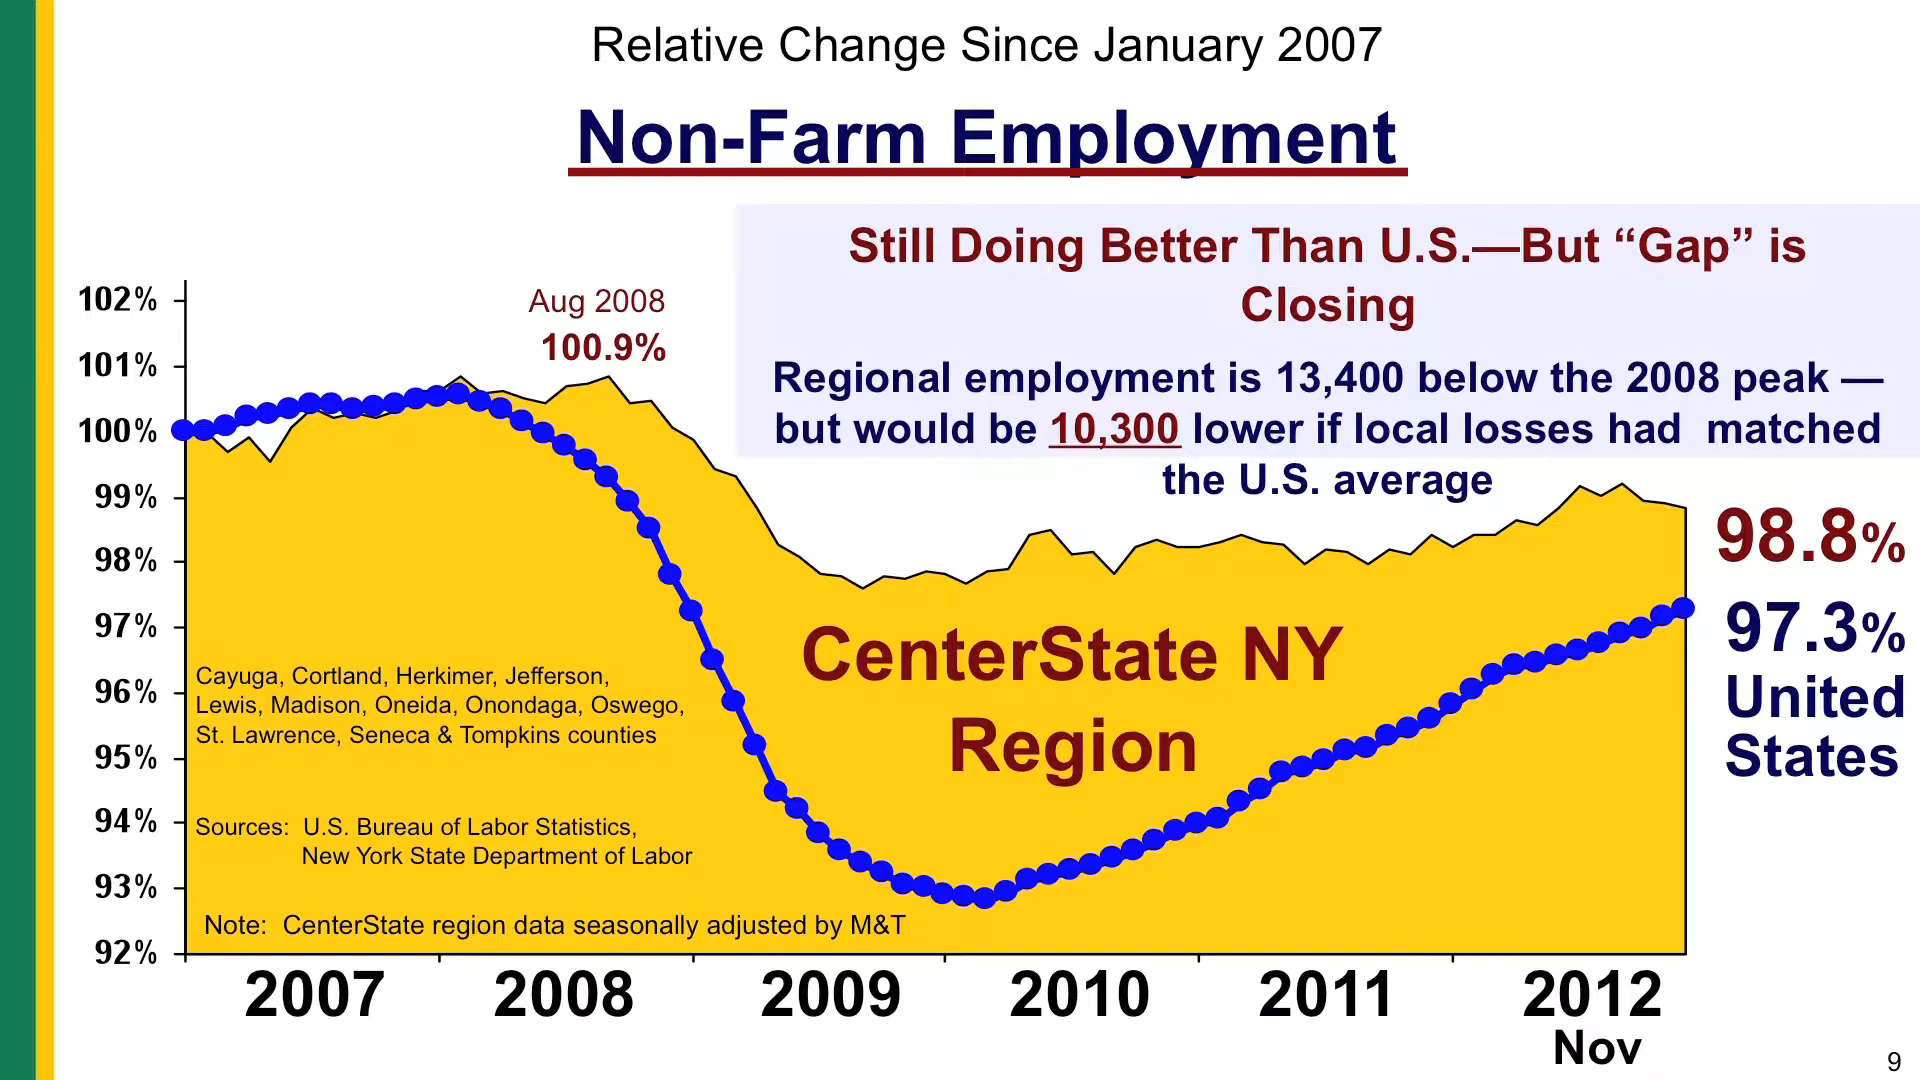 Relative Change Since January 2007
Non-Farm Employment
Still Doing Better Than U.S.—But “Gap” is
Closing
Regional employment is 13,400 below the 2008 peak —
but would be 10,300 lower if local losses had matched
the U.S. average
Aug 2008
100.9%
102%
101%
100%
99%
98%
97%
96%
95%
94%
93%
92%
98.8%
97.3%
United
States
CenterState NY
Region
Cayuga, Cortland, Herkimer, Jefferson,
Lewis, Madison, Oneida, Onondaga, Oswego,
St. Lawrence, Seneca & Tompkins counties
Sources: U.S. Bureau of Labor Statistics,
New York State Department of Labor
Note: CenterState region data seasonally adjusted by M&T
2007 2008 2009 2010 2011 2012
Nov
9